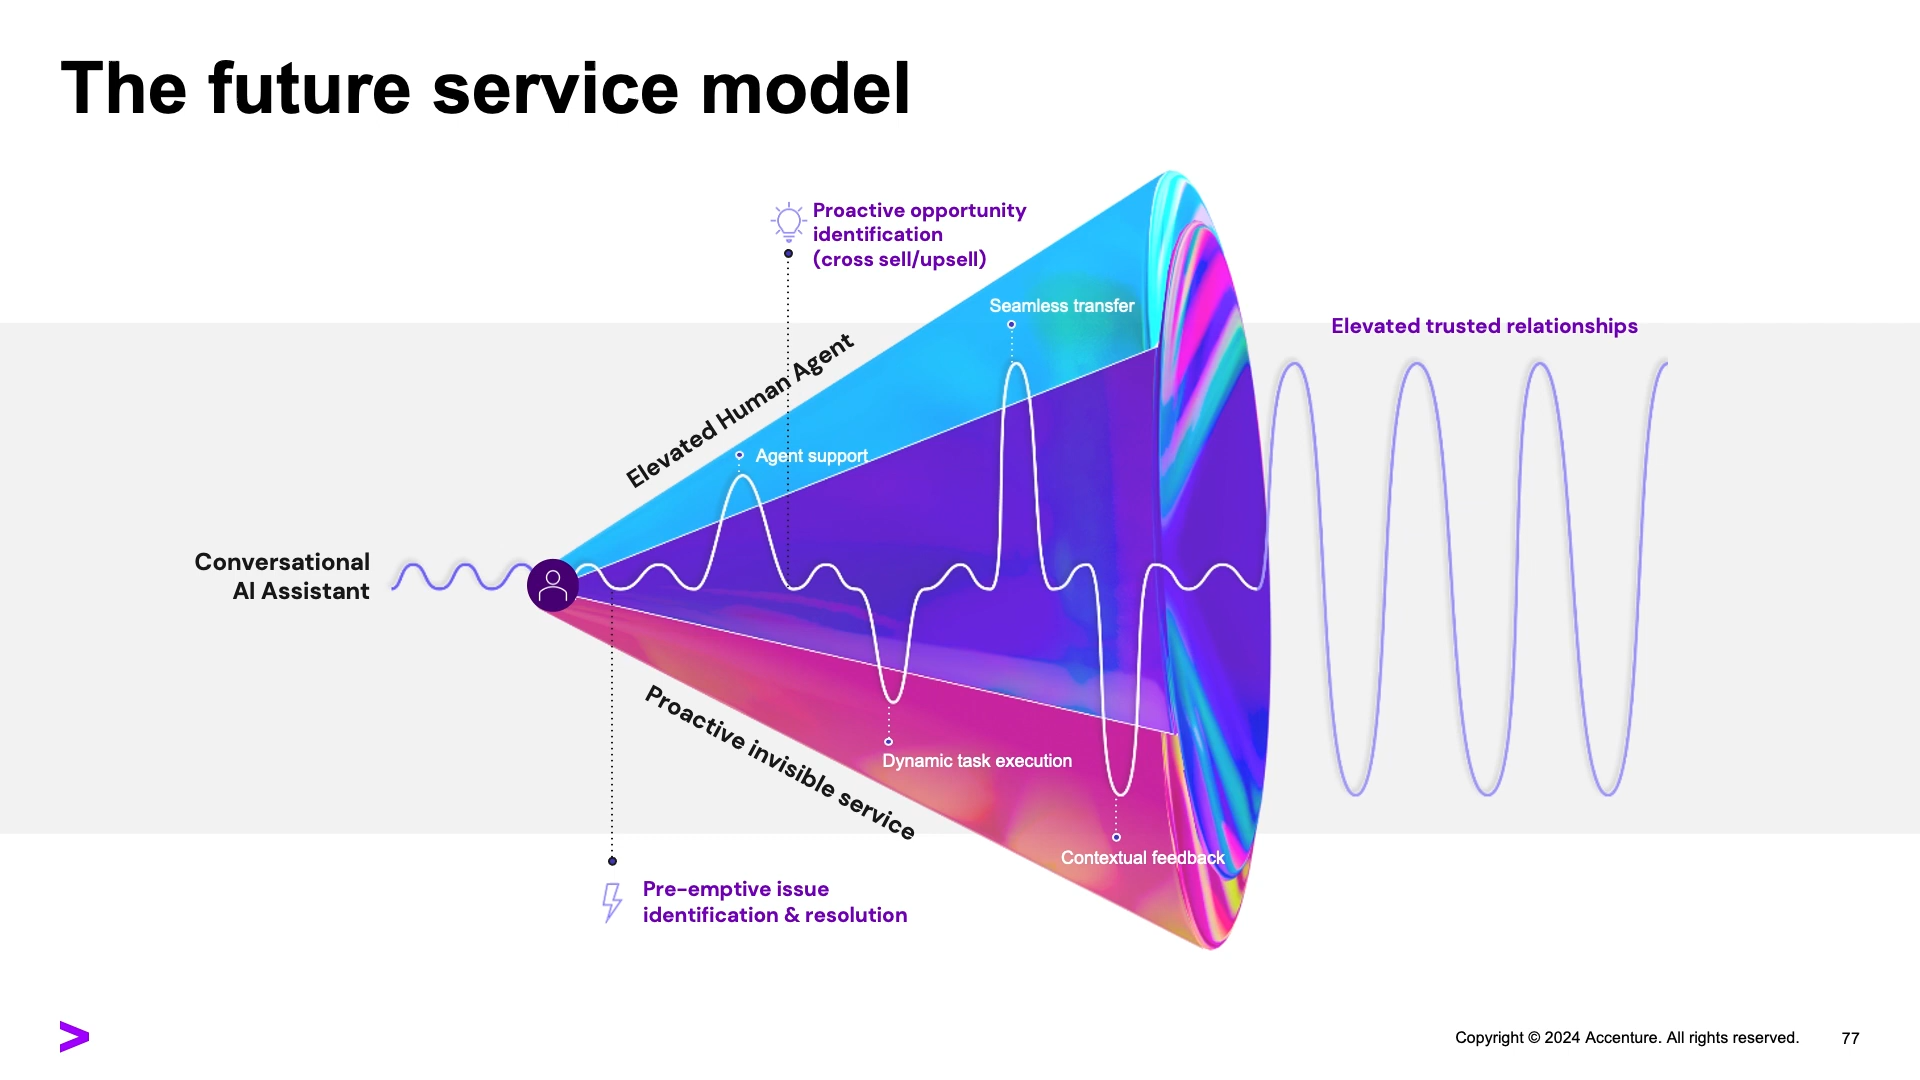 The future service model
Proactive opportunity
identification
(cross sell/upsell)
Seamless transfer
Elevated trusted relationships
Elevated Human Agent
Agent support
Conversational
AI Assistant
Proactive invisible service
Dynamic task execution
Contextual feedback
Pre-emptive issue
identification & resolution
Copyright © 2024 Accenture. All rights reserved.
77